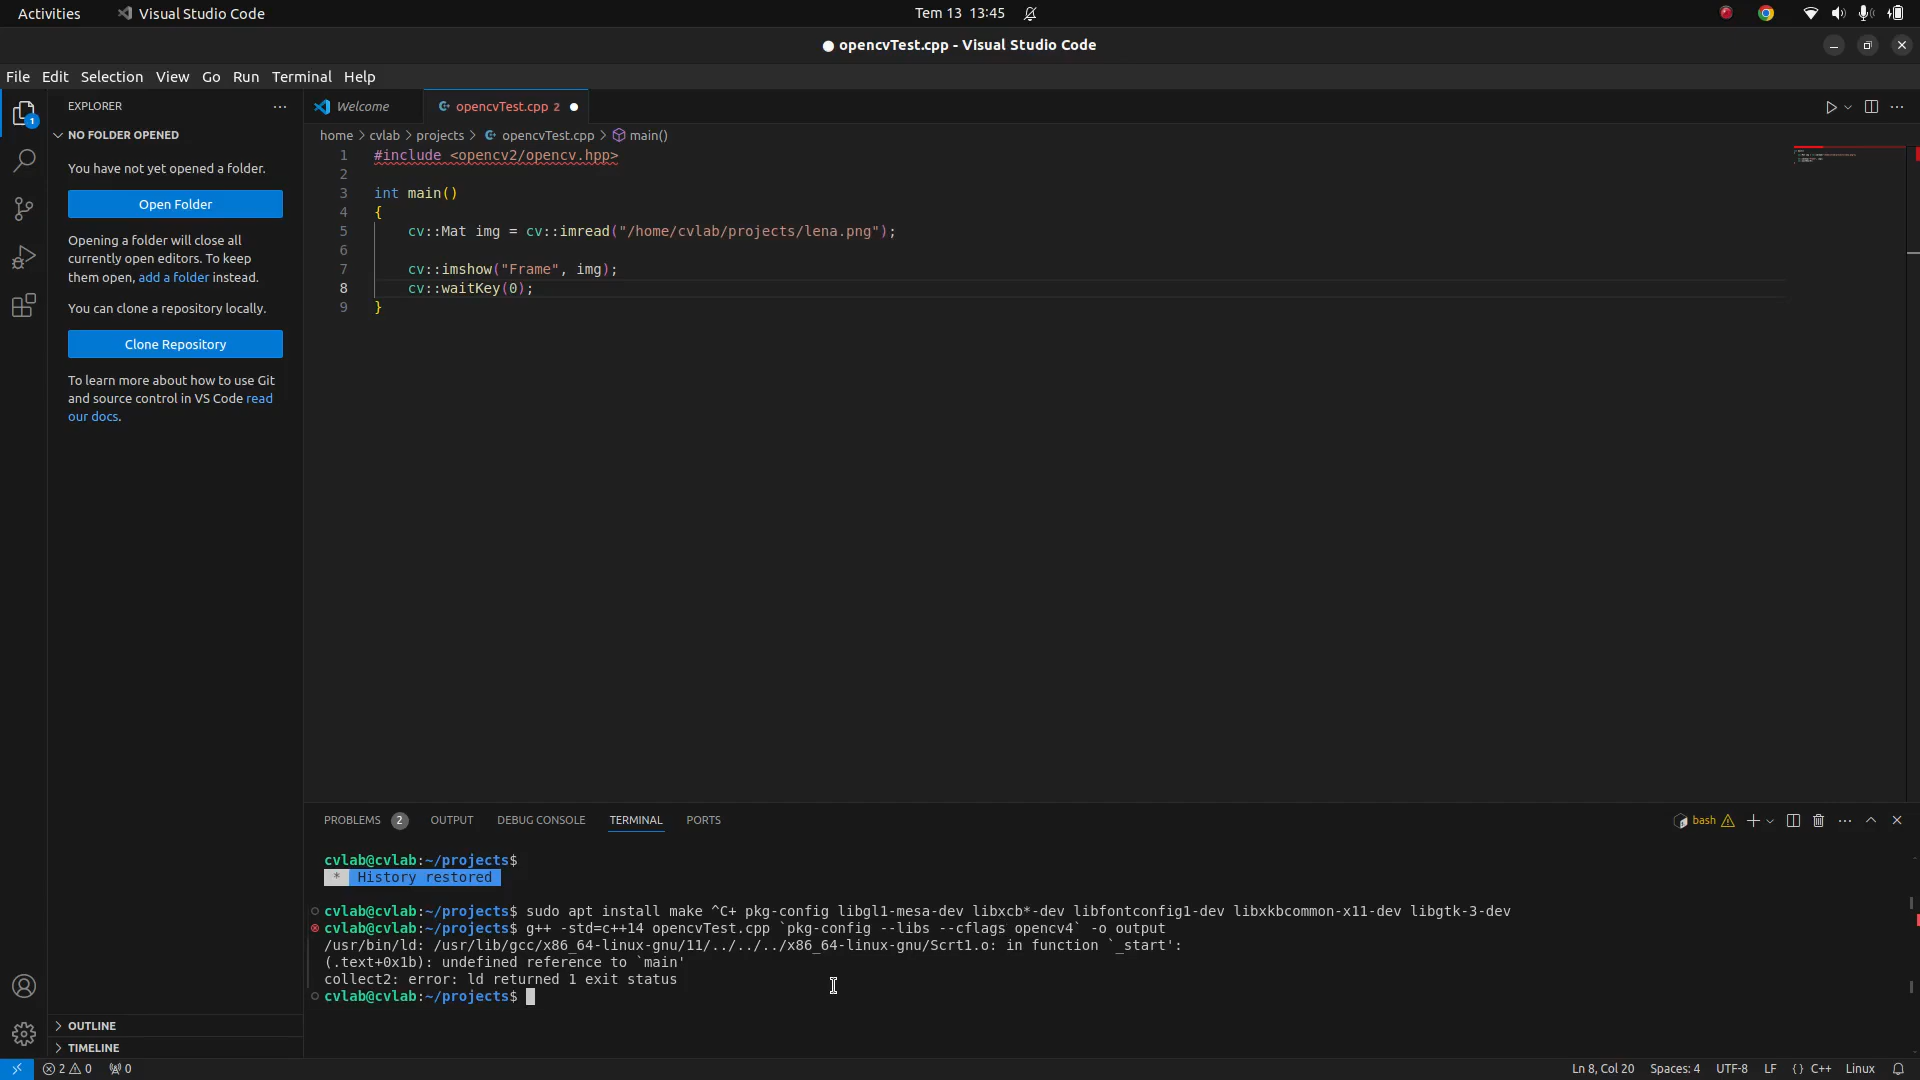 Activities Visual Studio Code Tem 13 13:45
● opencvTest.cpp - Visual Studio Code
File Edit Selection View Go Run Terminal Help
EXPLORER
Welcome
opencvTest.cpp 2
NO FOLDER OPENED
home > cvlab > projects > opencvTest.cpp > main()
You have not yet opened a folder.
Open Folder
Opening a folder will close all
currently open editors. To keep
them open, add a folder instead.
You can clone a repository locally.
Clone Repository
To learn more about how to use Git
and source control in VS Code read
our docs.
1 #include <opencv2/opencv.hpp>
2
3 int main()
4 {
5 cv::Mat img = cv::imread("/home/cvlab/projects/lena.png");
6
7 cv::imshow("Frame", img);
8 cv::waitKey(0);
9 }
1
PROBLEMS 2 OUTPUT DEBUG CONSOLE TERMINAL PORTS
bash
cvlab@cvlab:~/projects$
* History restored
cvlab@cvlab:~/projects$ sudo apt install make ^C+ pkg-config libgl1-mesa-dev libxcb*-dev libfontconfig1-dev libxkbcommon-x11-dev libgtk-3-dev
cvlab@cvlab:~/projects$ g++ -std=c++14 opencvTest.cpp `pkg-config --libs --cflags opencv4` -o output
/usr/bin/ld: /usr/lib/gcc/x86_64-linux-gnu/11/../../../x86_64-linux-gnu/Scrt1.o: in function `_start':
(.text+0x1b): undefined reference to `main'
collect2: error: ld returned 1 exit status
cvlab@cvlab:~/projects$
OUTLINE
TIMELINE
2 0 0
Ln 8, Col 20 Spaces: 4 UTF-8 LF {} C++ Linux